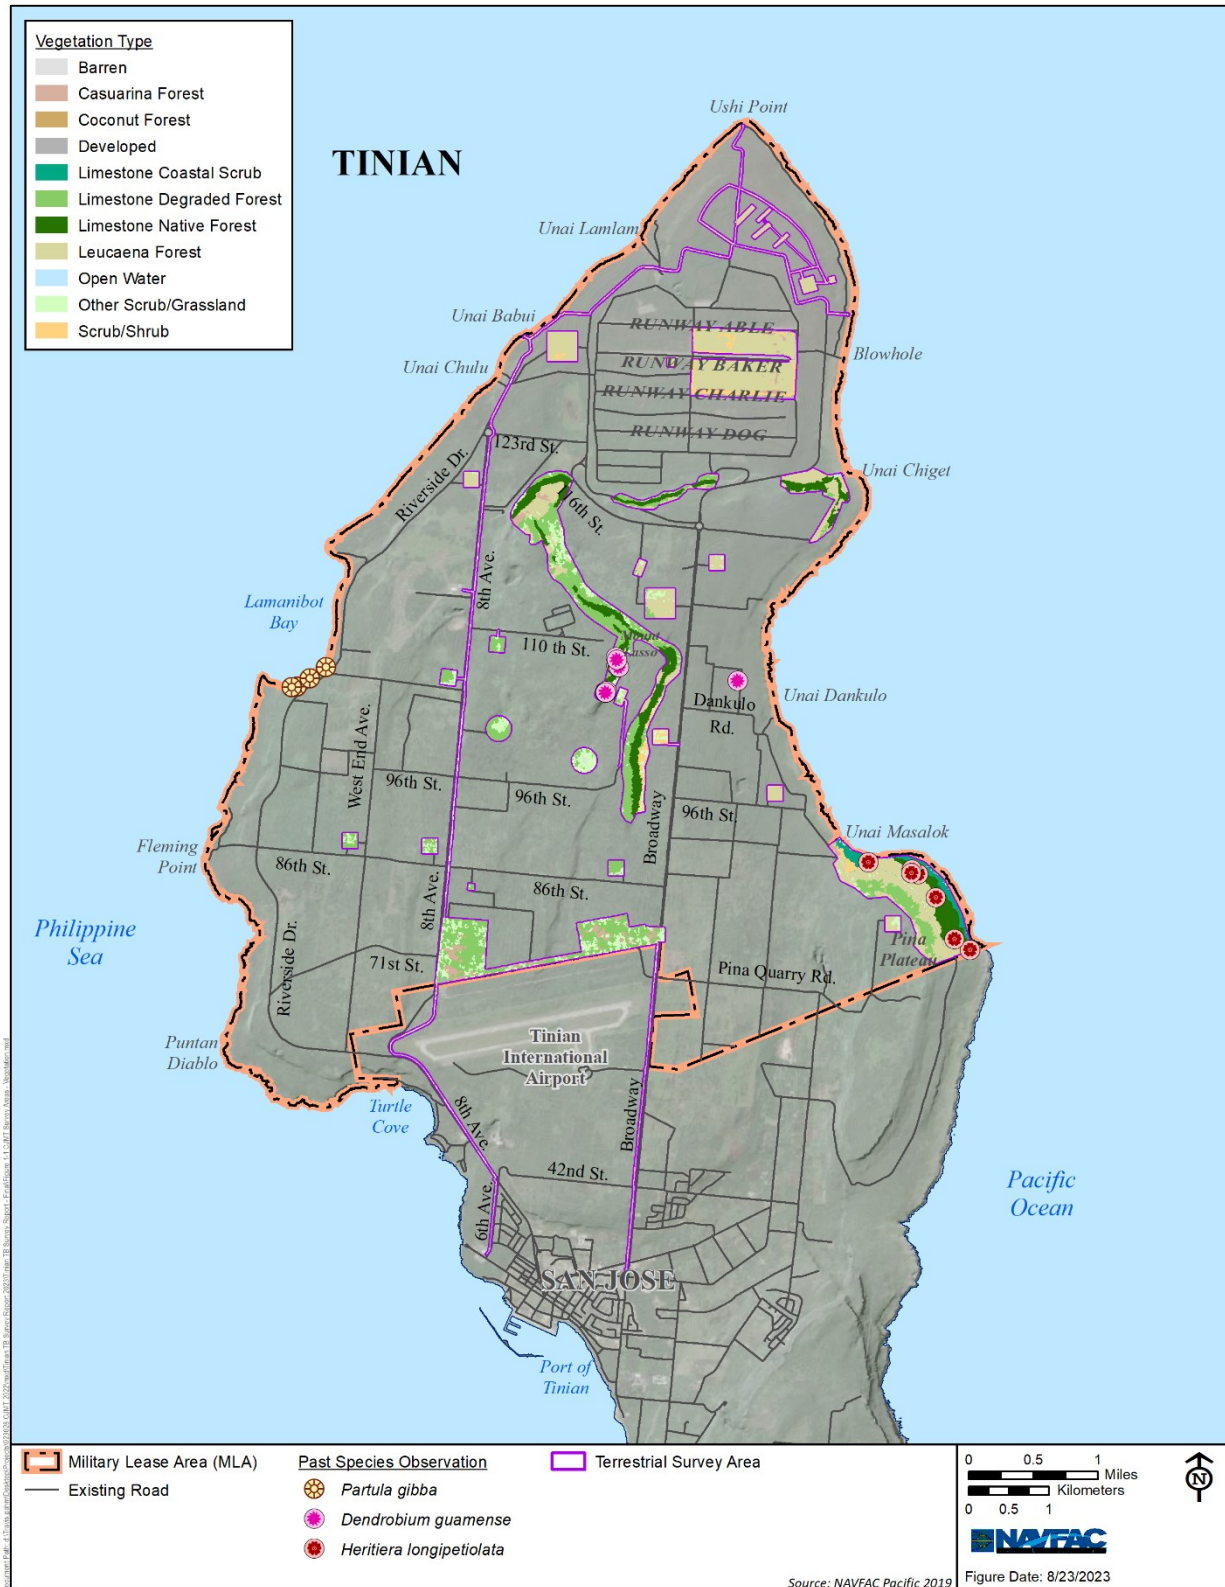 Vegetation Type
Barren
Casuarina Forest
Coconut Forest
Developed
Limestone Coastal Scrub
Limestone Degraded Forest
Limestone Native Forest
Leucaena Forest
Open Water
Other Scrub/Grassland
Scrub/Shrub
TINIAN
Ushi Point
Unai Lamlam
Unai Babui
Unai Chulu
RUNWAY ABLE
RUNWAY BAKER
RUNWAY CHARLIE
RUNWAY DOG
Blowhole
123rd St.
Riverside Dr.
Unai Chiget
116th St.
8th Ave.
Lamanibot
Bay
110 th St.
Mount
Lasso
Dankulo
Rd.
Unai Dankulo
West End Ave.
96th St.
96th St.
96th St.
Broadway
Unai Masalok
Fleming
Point
86th St.
86th St.
8th Ave.
Philippine
Sea
Riverside Dr.
71st St.
Pina
Plateau
Pina Quarry Rd.
Tinian
International
Airport
Puntan
Diablo
Turtle
Cove
8th Ave.
Broadway
42nd St.
6th Ave.
Pacific
Ocean
SAN JOSE
Port of
Tinian
Military Lease Area (MLA)
Existing Road
Past Species Observation
Partula gibba
Dendrobium guamense
Heritiera longipetiolata
Terrestrial Survey Area
0 0.5 1
Miles
Kilometers
0 0.5 1
N
NAVFAC
Source: NAVFAC Pacific 2019
Figure Date: 8/23/2023